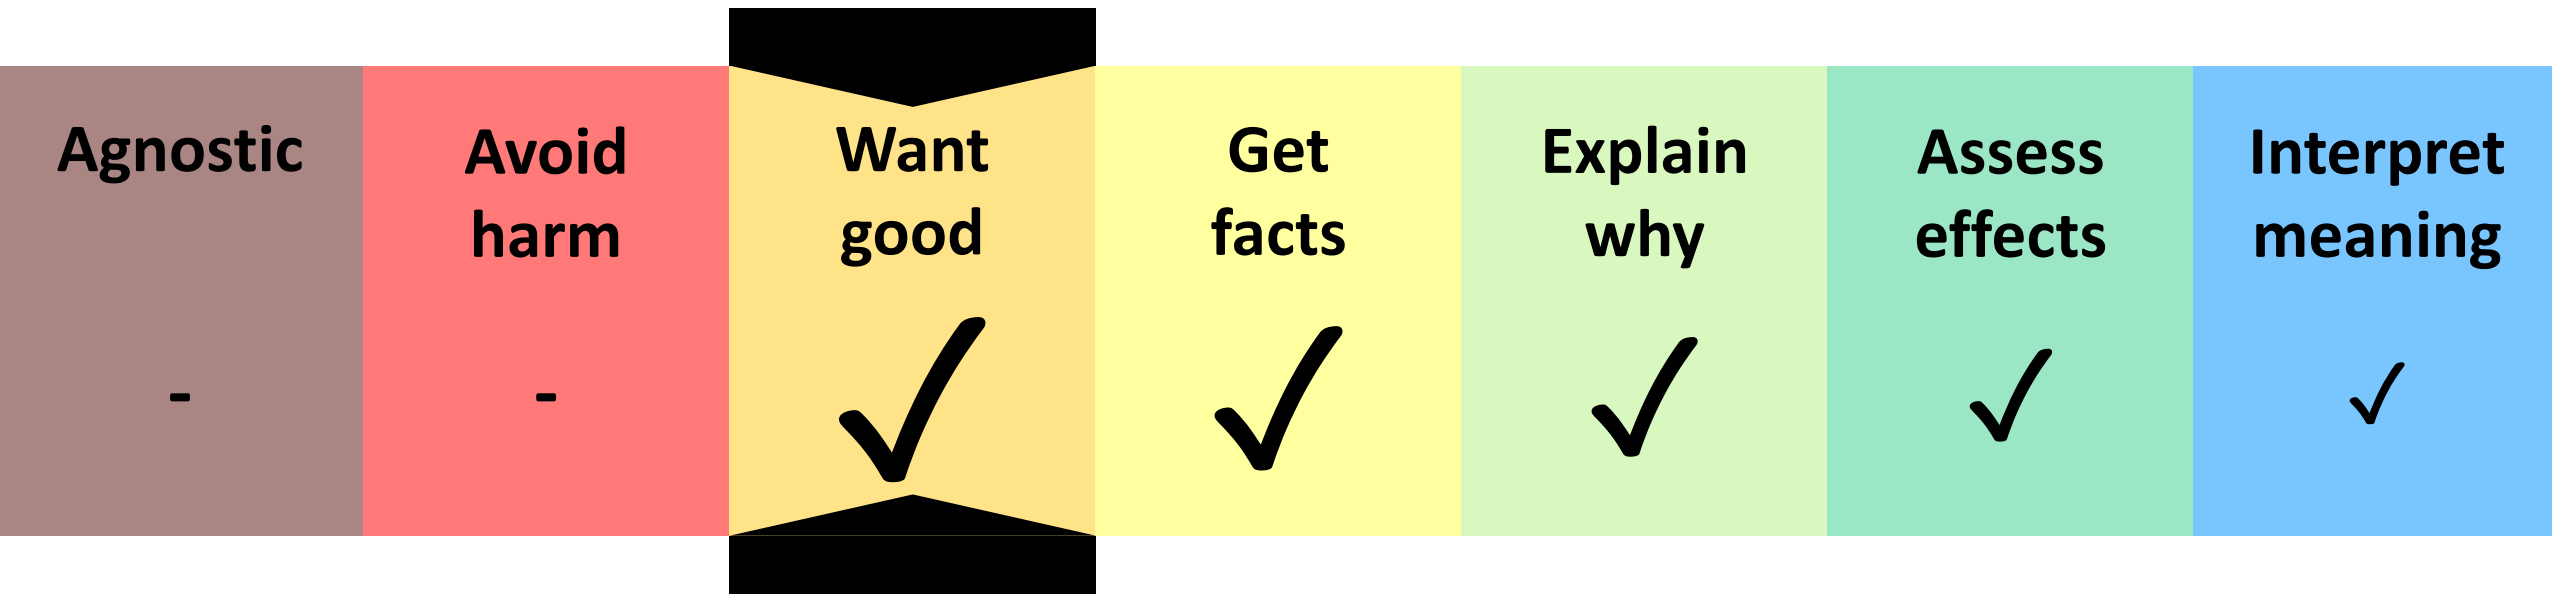 Agnostic
Avoid
harm
Want
good
Get
facts
Explain
why
Assess
effects
Interpret
meaning
-
-
✓
✓
✓
✓
✓